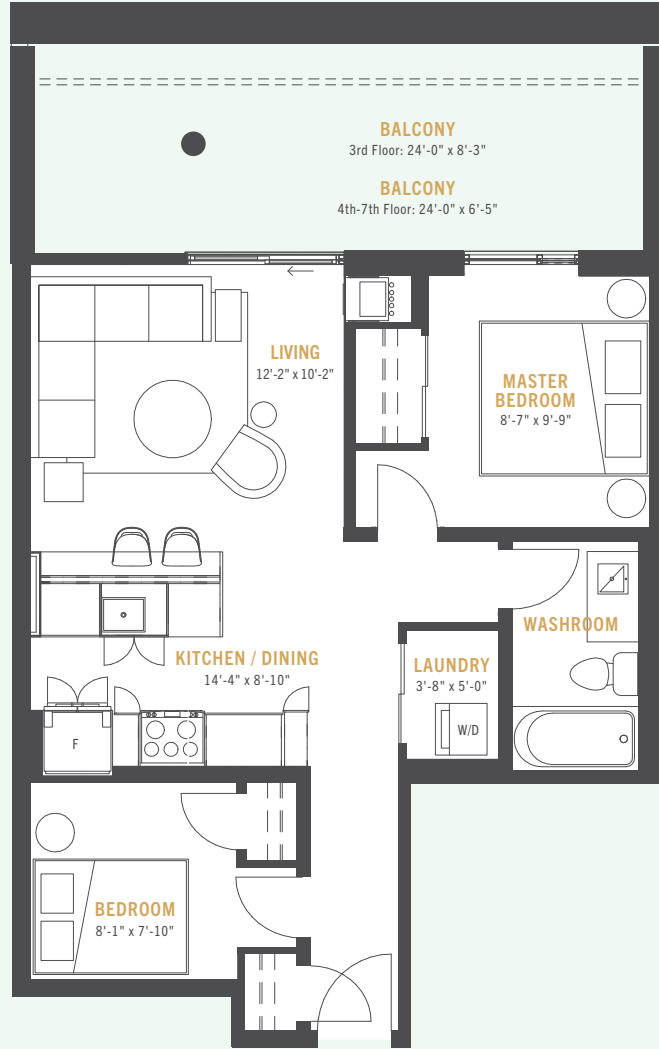 BALCONY
3rd Floor: 24'-0" x 8'-3"
BALCONY
4th-7th Floor: 24'-0" x 6'-5"
LIVING
12'-2" x 10'-2"
MASTER
BEDROOM
8'-7" x 9'-9"
WASHROOM
KITCHEN / DINING
14'-4" x 8'-10"
LAUNDRY
3'-8" x 5'-0"
W/D
F
BEDROOM
8'-1" x 7'-10"